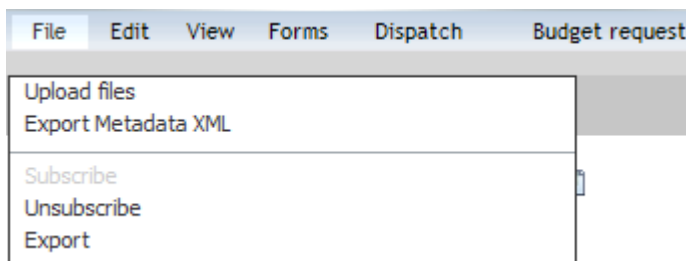 File Edit View Forms Dispatch Budget request
Upload files
Export Metadata XML
Subscribe
Unsubscribe
Export